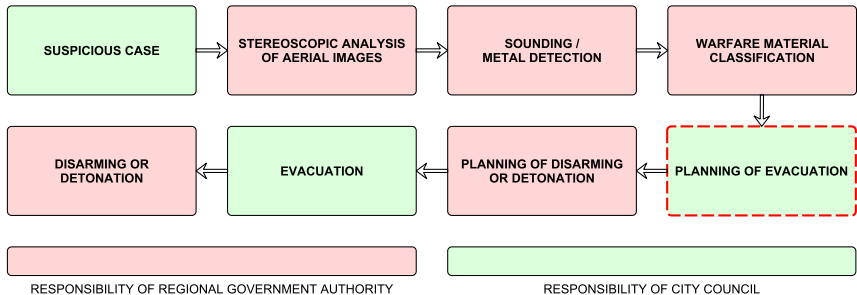 SUSPICIOUS CASE
STEREOSCOPIC ANALYSIS
OF AERIAL IMAGES
SOUNDING /
METAL DETECTION
WARFARE MATERIAL
CLASSIFICATION
DISARMING OR
DETONATION
EVACUATION
PLANNING OF DISARMING
OR DETONATION
PLANNING OF EVACUATION
RESPONSIBILITY OF REGIONAL GOVERNMENT AUTHORITY
RESPONSIBILITY OF CITY COUNCIL